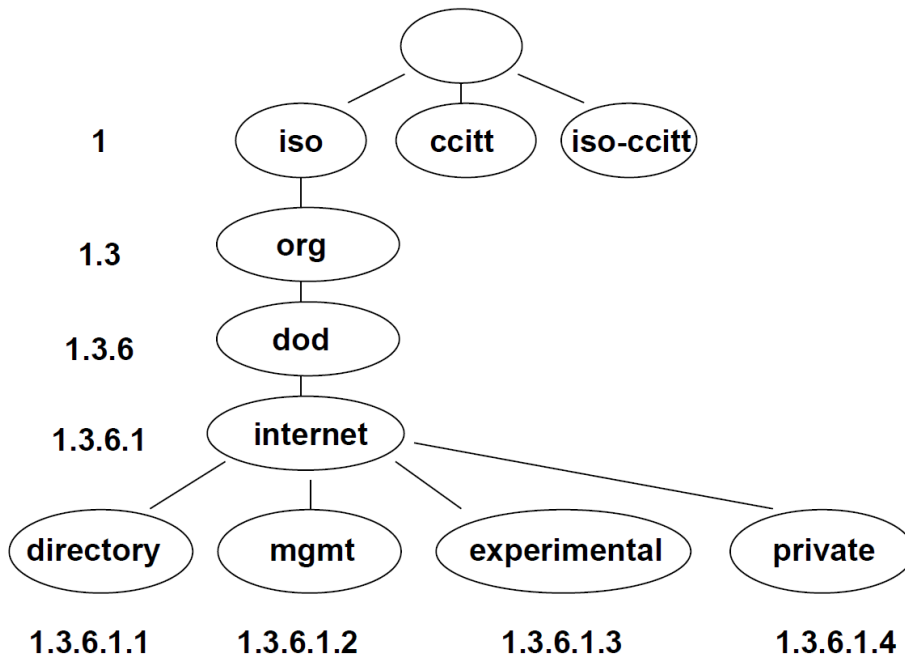 1 iso ccitt iso-ccitt
1.3 org
1.3.6 dod
1.3.6.1 internet
directory mgmt experimental private
1.3.6.1.1 1.3.6.1.2 1.3.6.1.3 1.3.6.1.4